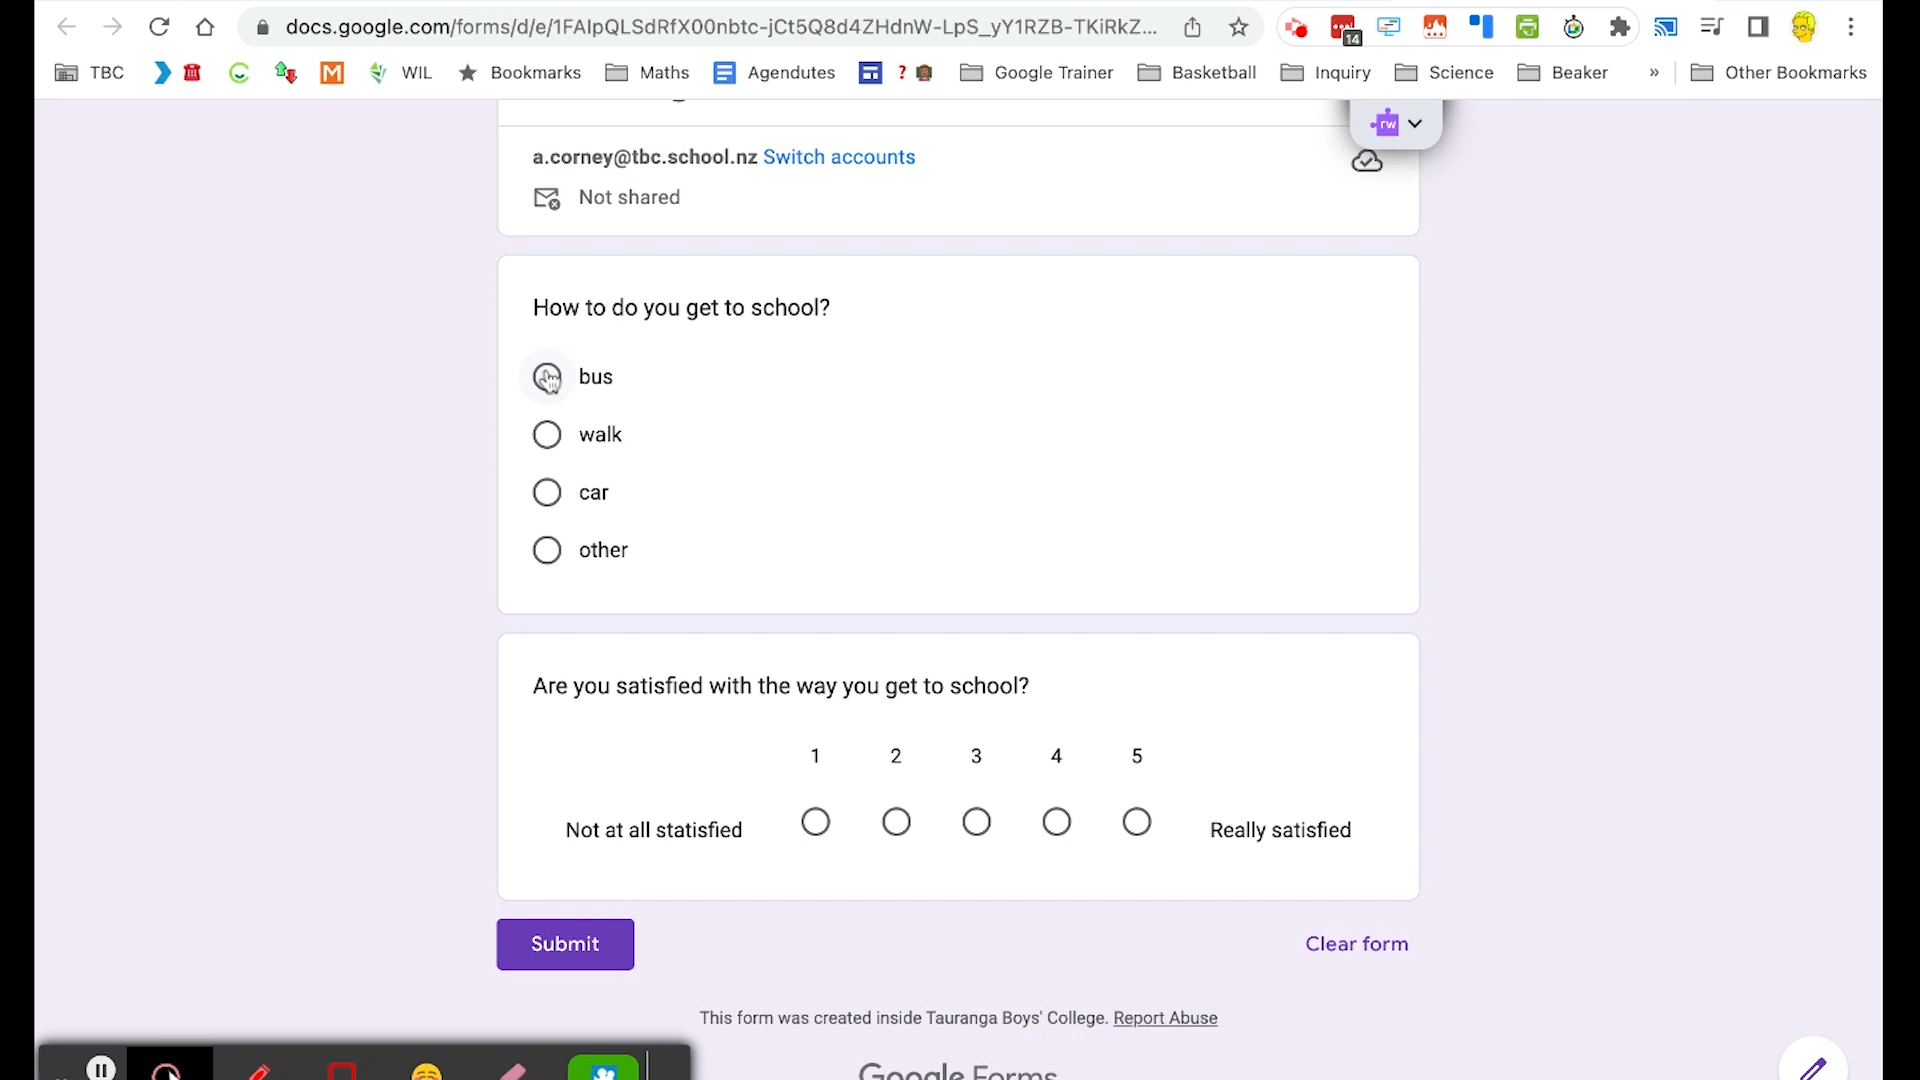 docs.google.com/forms/d/e/1FAIpQLSdRfX00nbtc-jCt5Q8d4ZHdnW-LpS_yY1RZB-TKiRkZ...
14
TBC
M
WIL
Bookmarks
Maths
Agendutes
?
Google Trainer
Basketball
Inquiry
Science
Beaker
»
Other Bookmarks
rw
a.corney@tbc.school.nz Switch accounts
Not shared
How to do you get to school?
bus
walk
car
other
Are you satisfied with the way you get to school?
1 2 3 4 5
Not at all statisfied
Really satisfied
Submit
Clear form
This form was created inside Tauranga Boys' College. Report Abuse
Google Forms